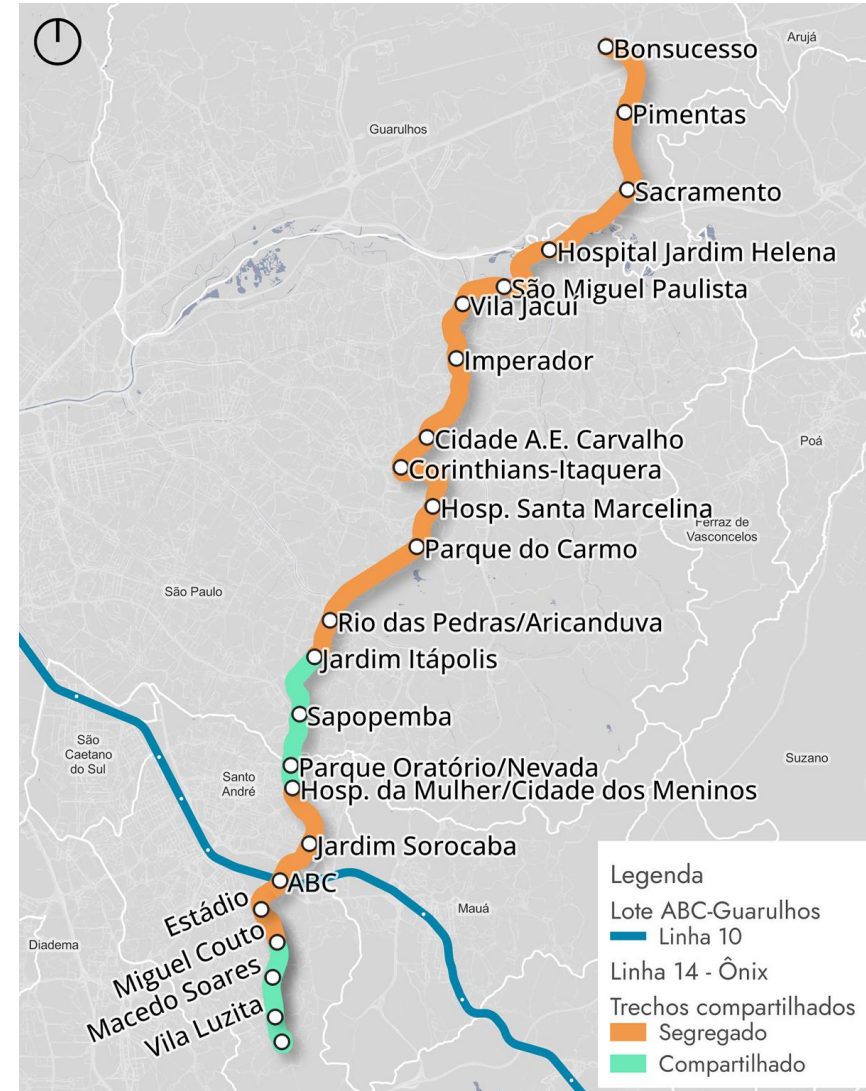 Bonsucesso
Arujá
Pimentas
Guarulhos
Sacramento
Hospital Jardim Helena
São Miguel Paulista
Vila Jacuí
Imperador
Cidade A.E. Carvalho
Poá
Corinthians-Itaquera
Hosp. Santa Marcelina
Ferraz de
Vasconcelos
Parque do Carmo
São Paulo
Rio das Pedras/Aricanduva
Jardim Itápolis
Sapopemba
São
Caetano
do Sul
Suzano
Parque Oratório/Nevada
Santo
André
Hosp. da Mulher/Cidade dos Meninos
Jardim Sorocaba
ABC
Estádio
Mauá
Miguel Couto
Diadema
Macedo Soares
Vila Luzita
Legenda
Lote ABC-Guarulhos
Linha 10
Linha 14 - Ônix
Trechos compartilhados
Segregado
Compartilhado